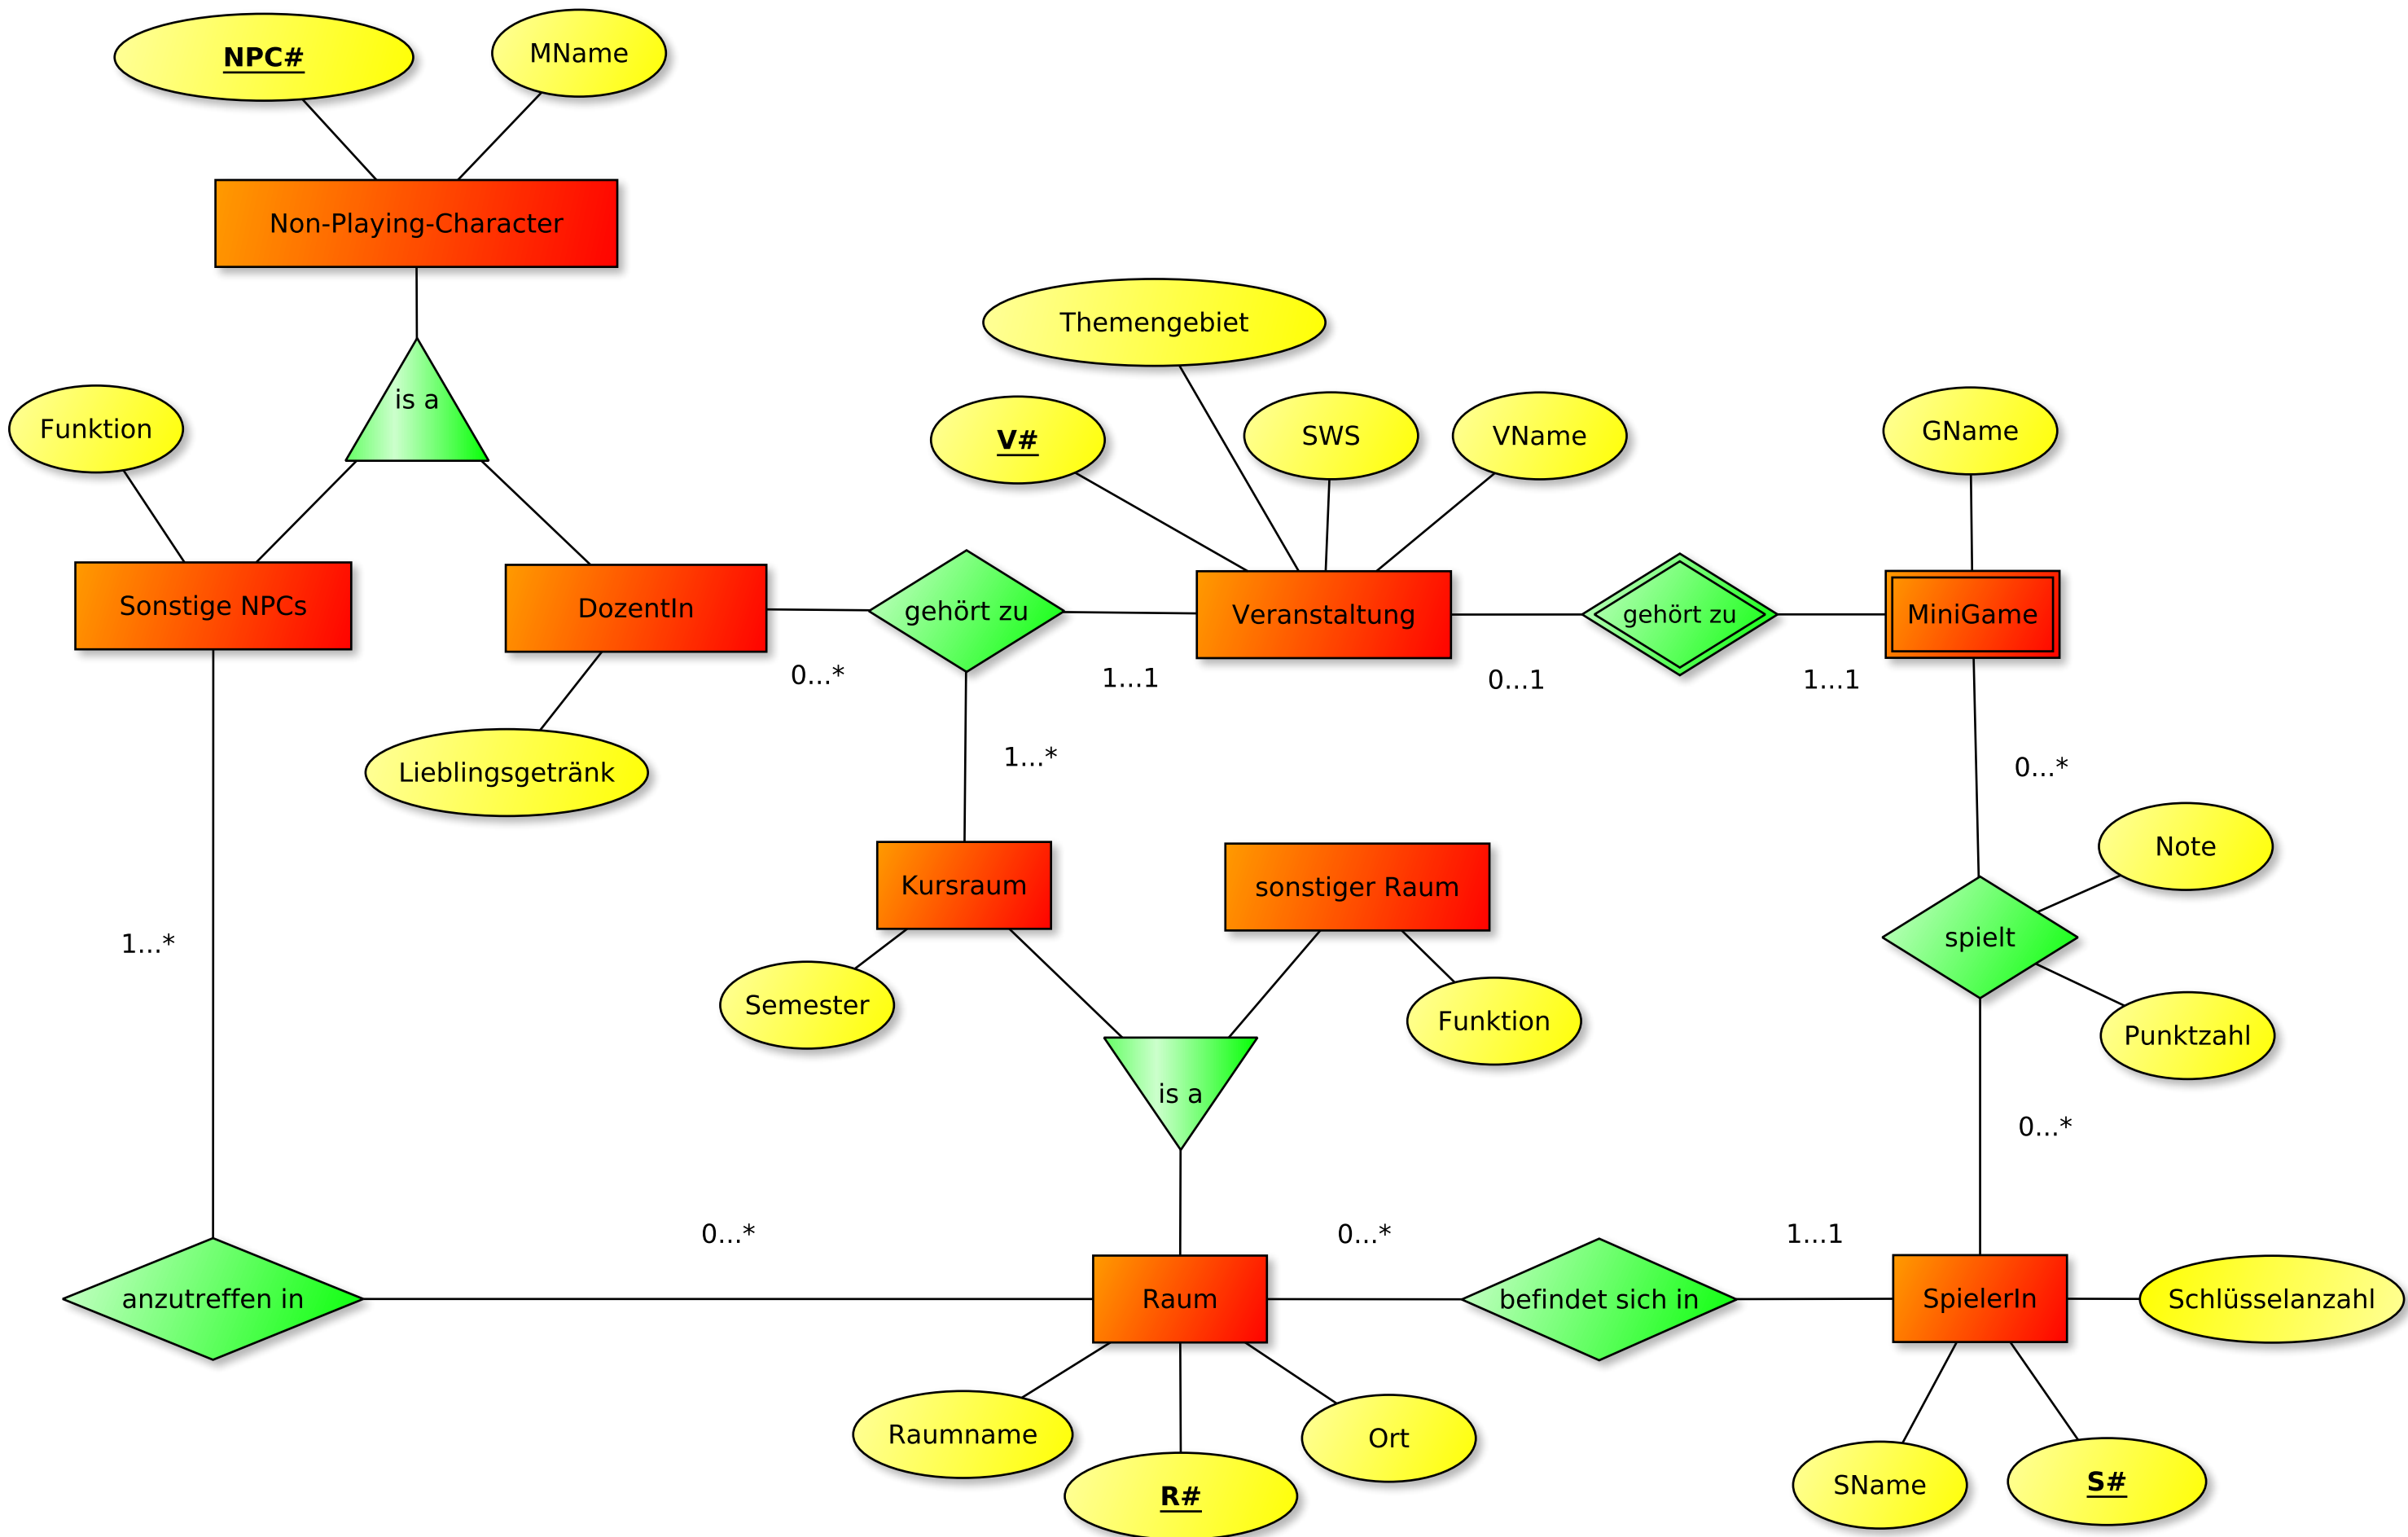 NPC#
MName
Non-Playing-Character
Themengebiet
is a
Funktion
V#
SWS
VName
GName
Sonstige NPCs
DozentIn
gehört zu
Veranstaltung
gehört zu
MiniGame
0...*
1...1
0...1
1...1
Lieblingsgetränk
1...*
0...*
Note
Kursraum
sonstiger Raum
spielt
1...*
Semester
Funktion
Punktzahl
is a
0...*
0...*
0...*
1...1
anzutreffen in
Raum
befindet sich in
SpielerIn
Schlüsselanzahl
Raumname
Ort
R#
SName
S#